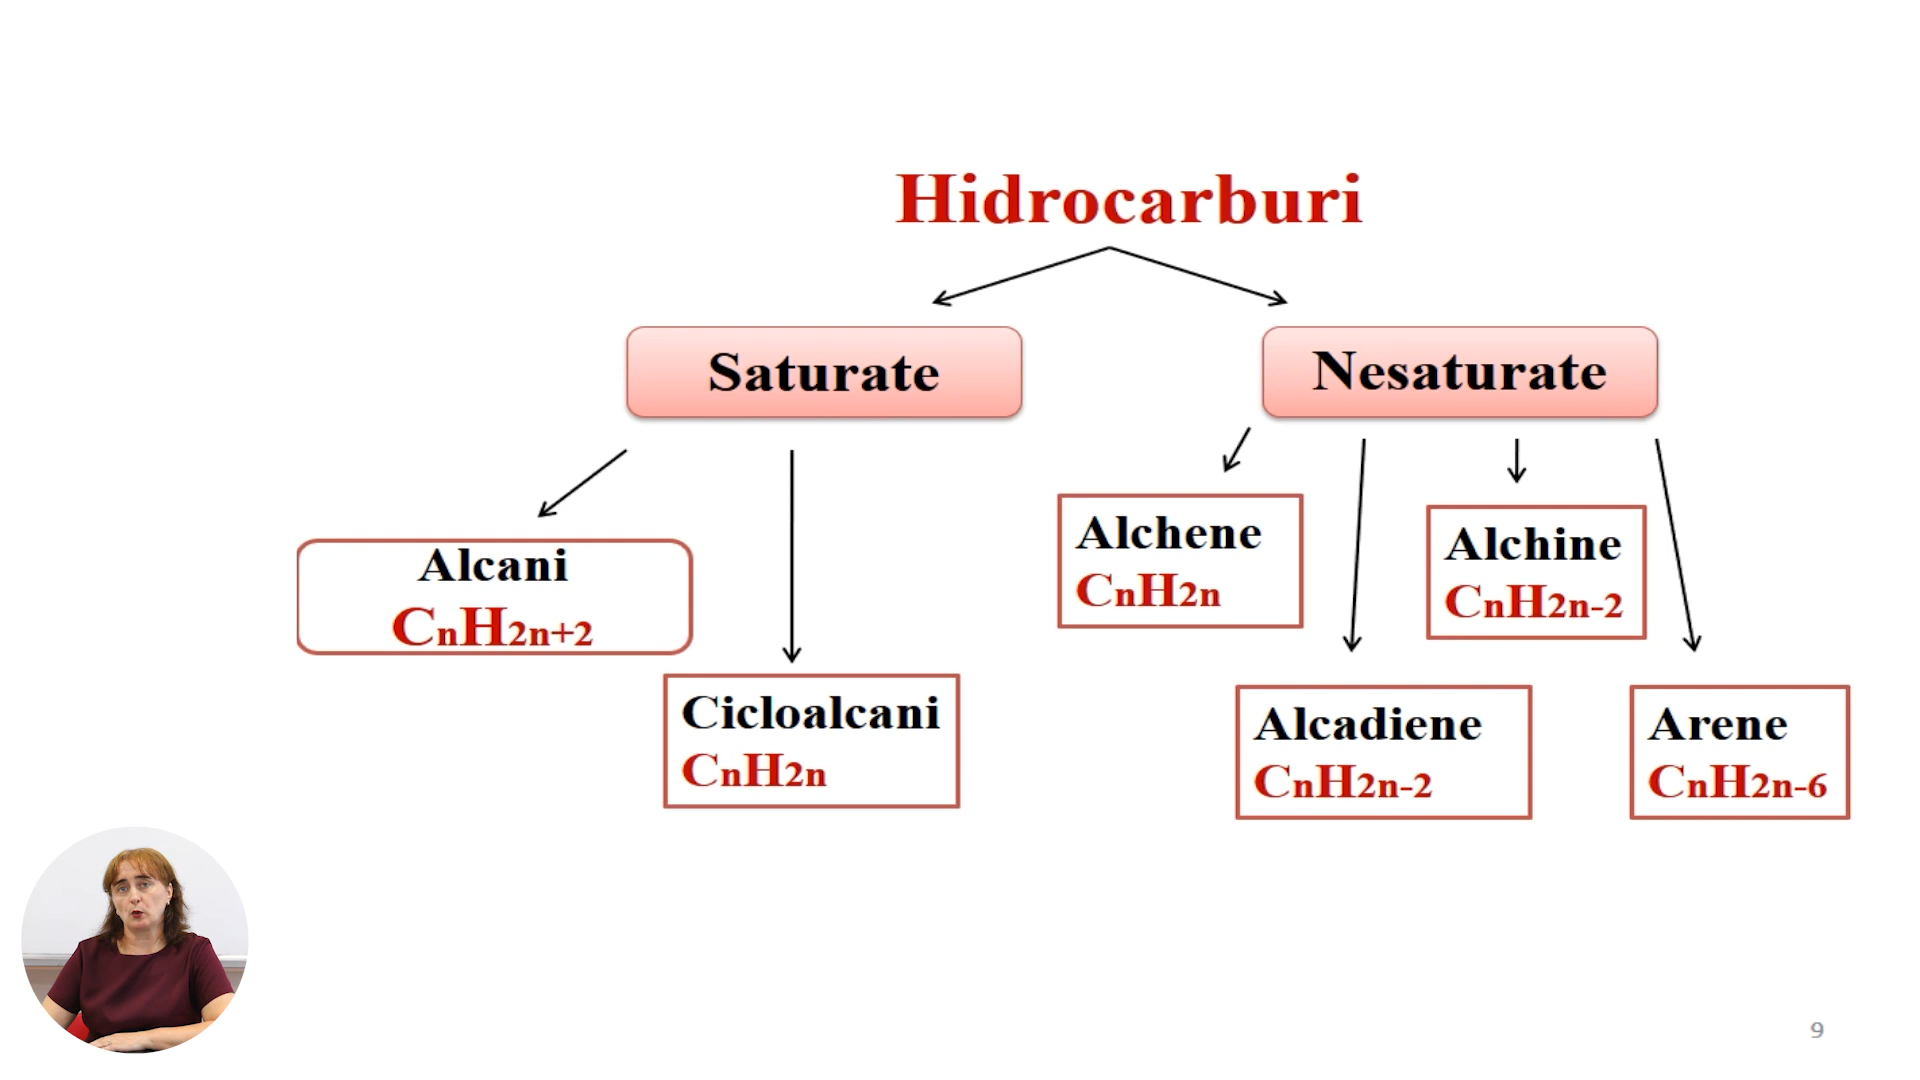 Hidrocarburi
Saturate
Nesaturate
Alcani
CnH2n+2
Cicloalcani
CnH2n
Alchene
CnH2n
Alcadiene
CnH2n-2
Alchine
CnH2n-2
Arene
CnH2n-6
9